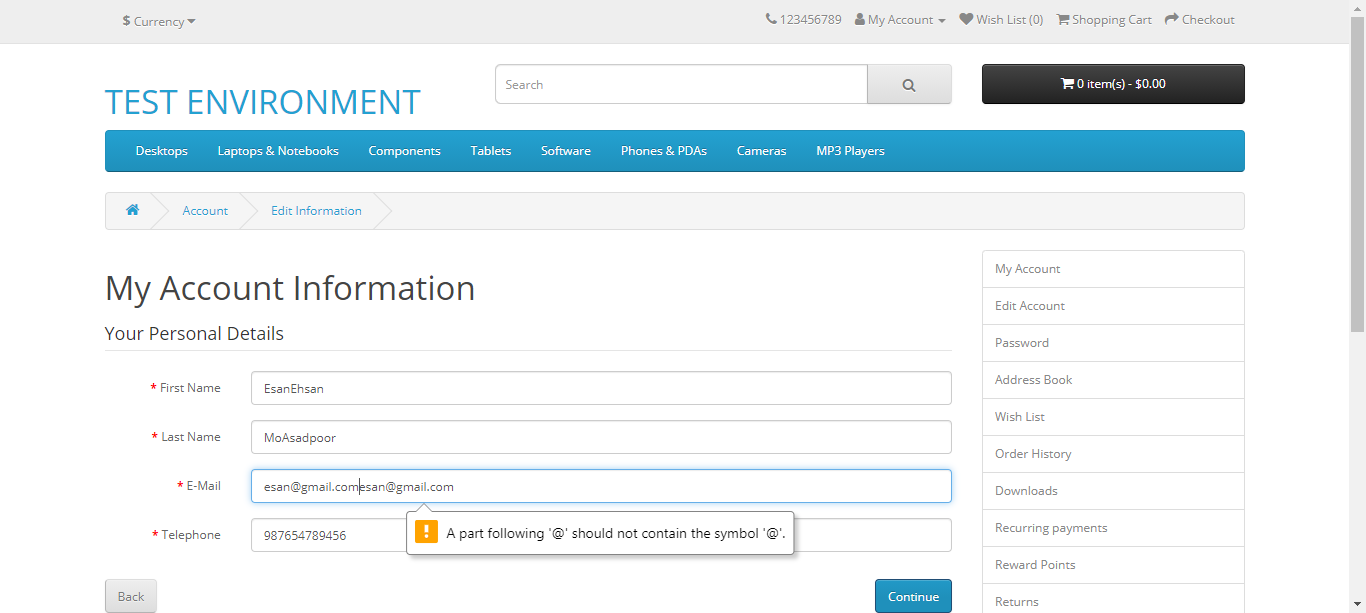 $ Currency
123456789 My Account Wish List (0) Shopping Cart Checkout
TEST ENVIRONMENT
Search
0 item(s) - $0.00
Desktops Laptops & Notebooks Components Tablets Software Phones & PDAs Cameras MP3 Players
Account Edit Information
My Account Information
Your Personal Details
* First Name EsanEhsan
* Last Name MoAsadpoor
* E-Mail esan@gmail.comesan@gmail.com
A part following '@' should not contain the symbol '@'.
* Telephone 987654789456
Back Continue
My Account
Edit Account
Password
Address Book
Wish List
Order History
Downloads
Recurring payments
Reward Points
Returns